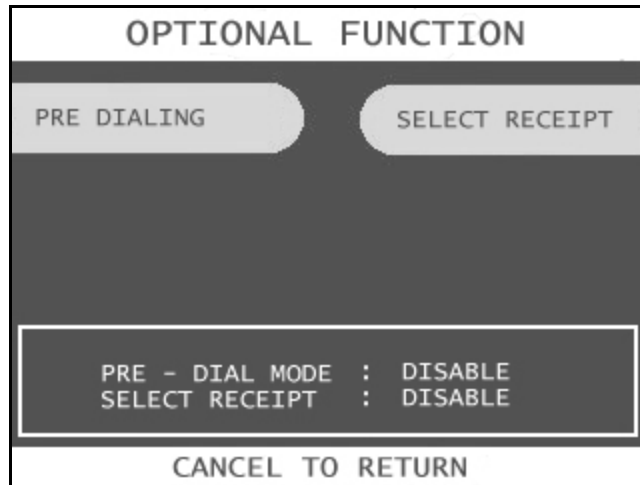 OPTIONAL FUNCTION
PRE DIALING
SELECT RECEIPT
PRE - DIAL MODE : DISABLE
SELECT RECEIPT : DISABLE
CANCEL TO RETURN